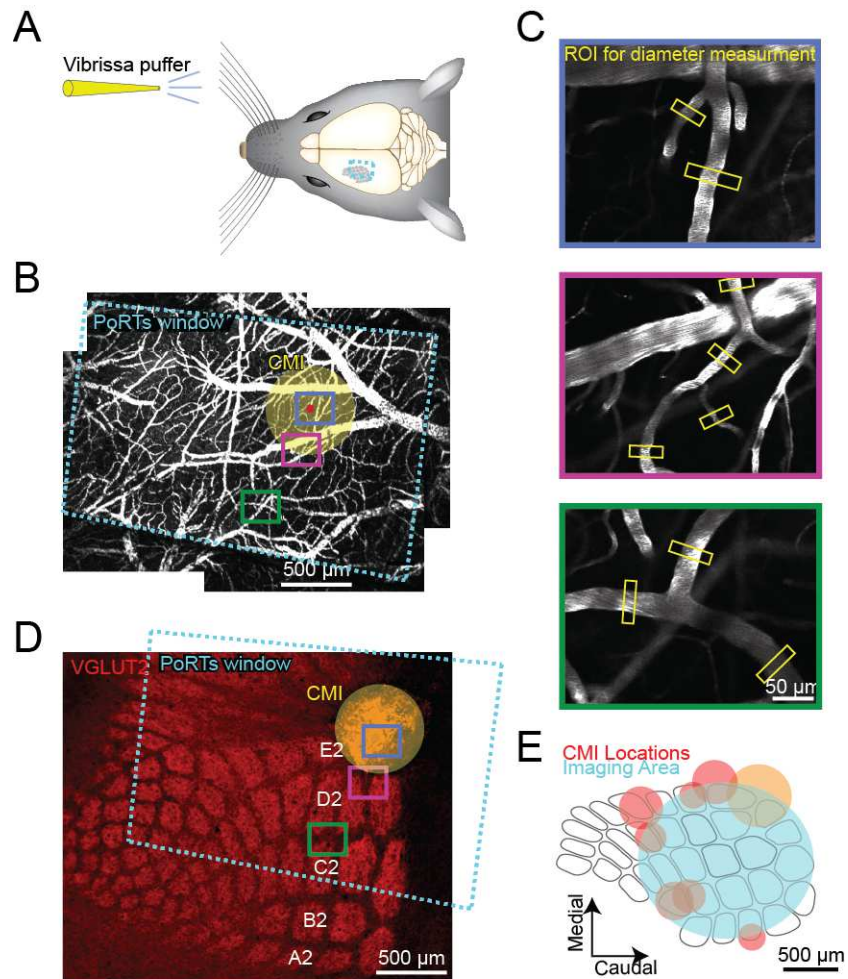 A
Vibrissa puffer
B
PoRTs window
CMI
500 µm
C
ROI for diameter measurment
50 µm
D
VGLUT2
PoRTs window
CMI
E2
D2
C2
B2
A2
500 µm
E
CMI Locations
Imaging Area
Medial
Caudal
500 µm